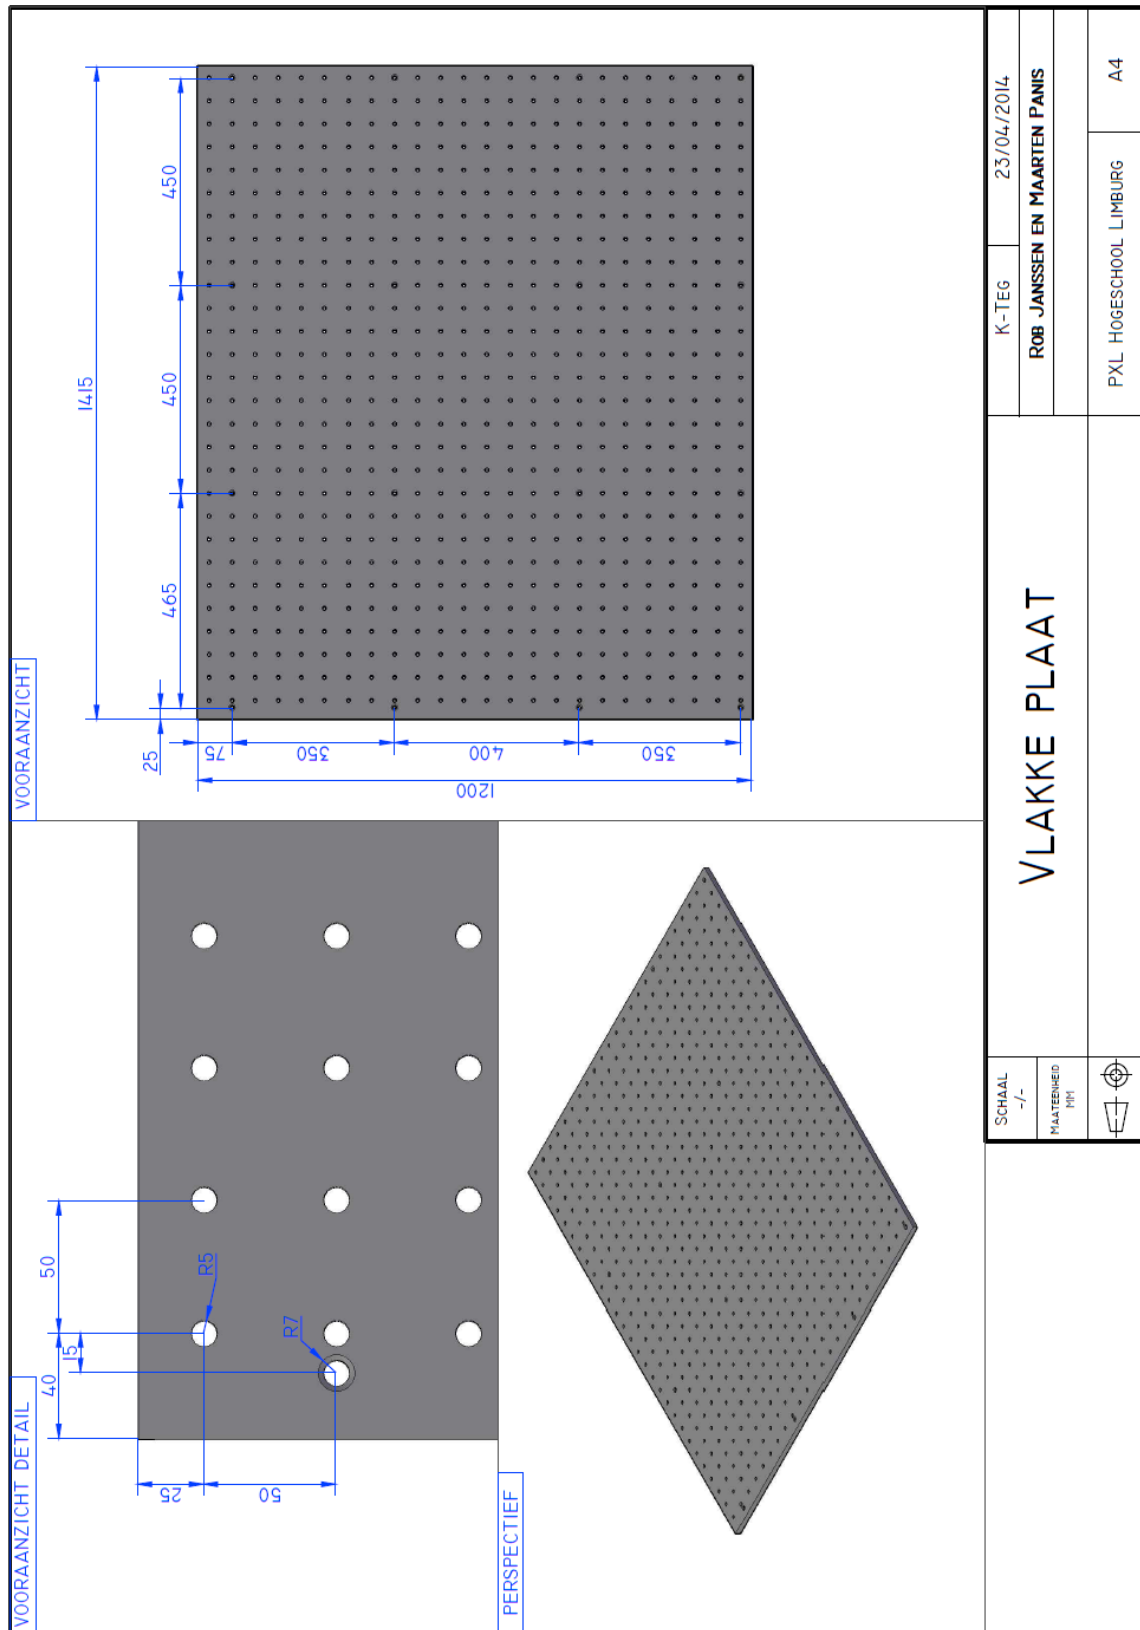 VOORAANZICHT
1415
450
450
465
25
75
350
400
350
1200
VOORAANZICHT DETAIL
50
15
40
R5
R7
25
50
PERSPECTIEF
SCHAAL
-/-
MAATEENHEID
MM
VLAKKE PLAAT
K-TEG
23/04/2014
ROB JANSSEN EN MAARTEN PANIS
PXL HOGESCHOOL LIMBURG
A4